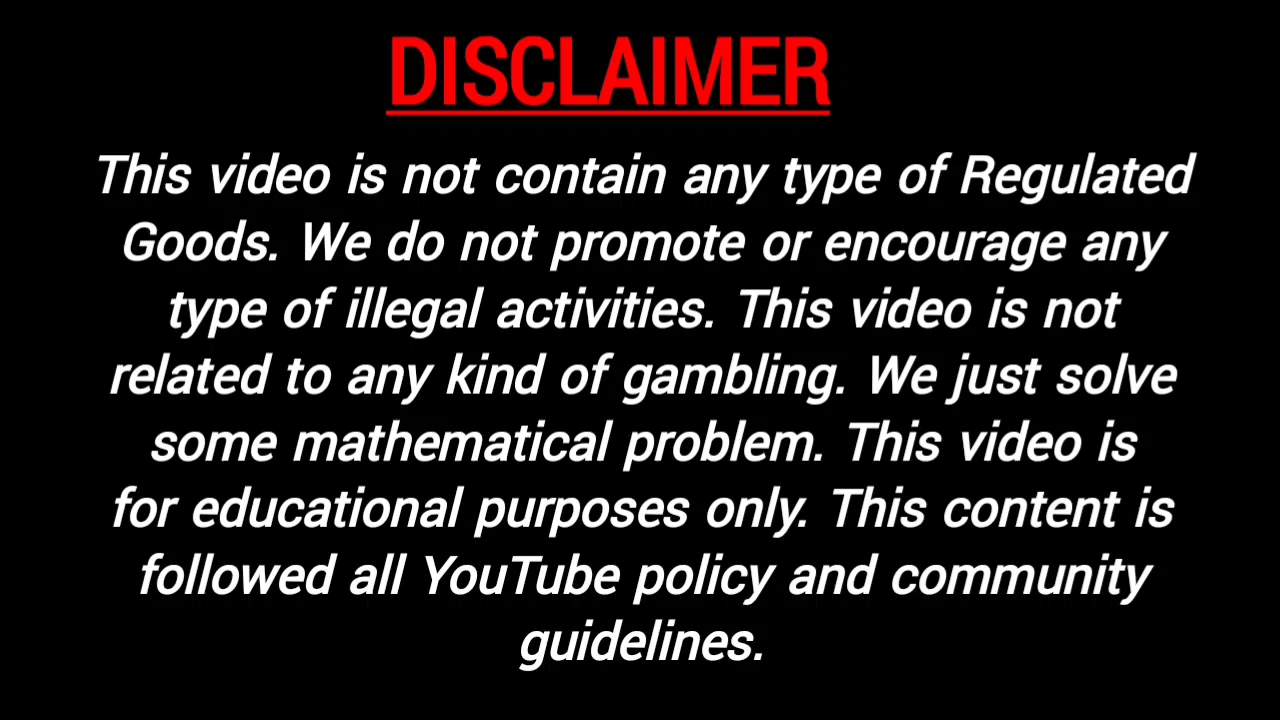 DISCLAIMER
This video is not contain any type of Regulated
Goods. We do not promote or encourage any
type of illegal activities. This video is not
related to any kind of gambling. We just solve
some mathematical problem. This video is
for educational purposes only. This content is
followed all YouTube policy and community
guidelines.